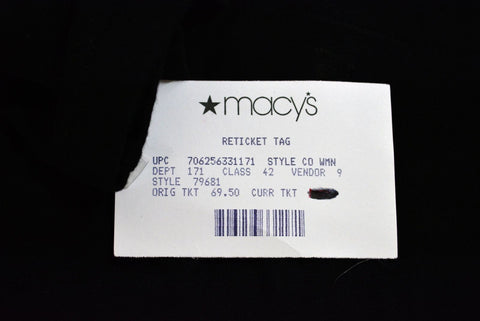 ★macy's
RETICKET TAG
UPC 706256331171 STYLE CD WMN
DEPT 171 CLASS 42 VENDOR 9
STYLE 79681
ORIG TKT 69.50 CURR TKT